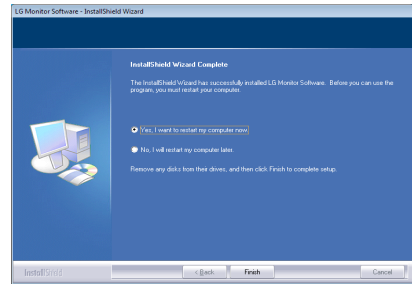 LG Monitor Software - InstallShield Wizard
InstallShield Wizard Complete
The InstallShield Wizard has successfully installed LG Monitor Software. Before you can use the
program, you must restart your computer.
Yes, I want to restart my computer now.
No, I will restart my computer later.
Remove any disks from their drives, and then click Finish to complete setup.
InstallShield
< Back Finish Cancel